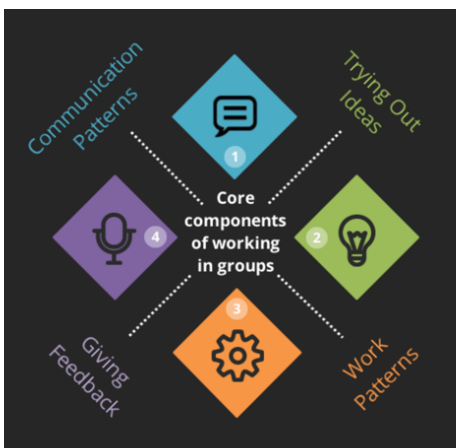 Communication
Patterns
Trying Out
Ideas
1
Core
components
of working
in groups
4
2
3
Giving
Feedback
Work
Patterns